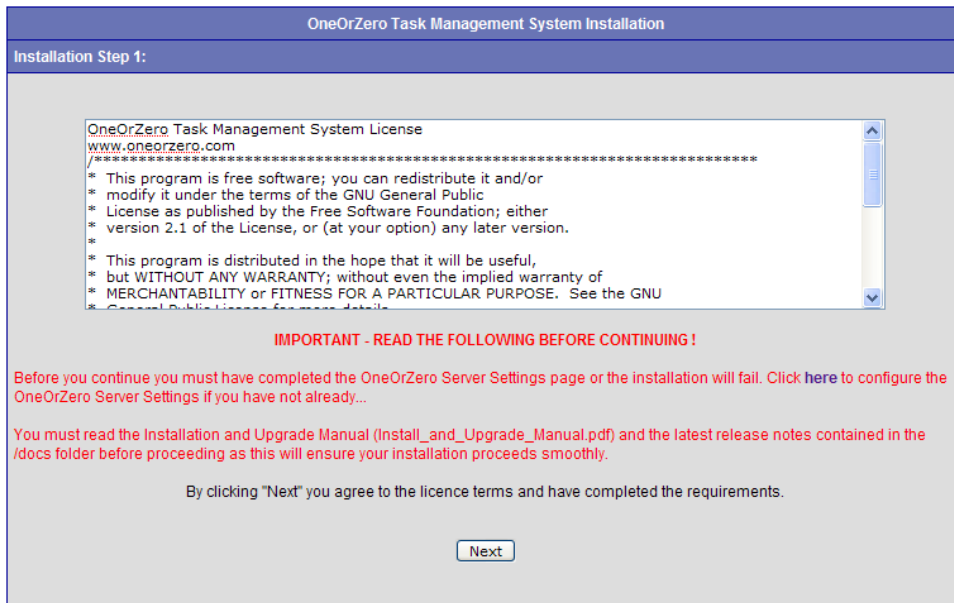 OneOrZero Task Management System Installation
Installation Step 1:
OneOrZero Task Management System License
www.oneorzero.com
/***************************************************************************
* This program is free software; you can redistribute it and/or
* modify it under the terms of the GNU General Public
* License as published by the Free Software Foundation; either
* version 2.1 of the License, or (at your option) any later version.
*
* This program is distributed in the hope that it will be useful,
* but WITHOUT ANY WARRANTY; without even the implied warranty of
* MERCHANTABILITY or FITNESS FOR A PARTICULAR PURPOSE. See the GNU
* General Public License for more details
IMPORTANT - READ THE FOLLOWING BEFORE CONTINUING !
Before you continue you must have completed the OneOrZero Server Settings page or the installation will fail. Click here to configure the
OneOrZero Server Settings if you have not already...
You must read the Installation and Upgrade Manual (Install_and_Upgrade_Manual.pdf) and the latest release notes contained in the
/docs folder before proceeding as this will ensure your installation proceeds smoothly.
By clicking "Next" you agree to the licence terms and have completed the requirements.
Next